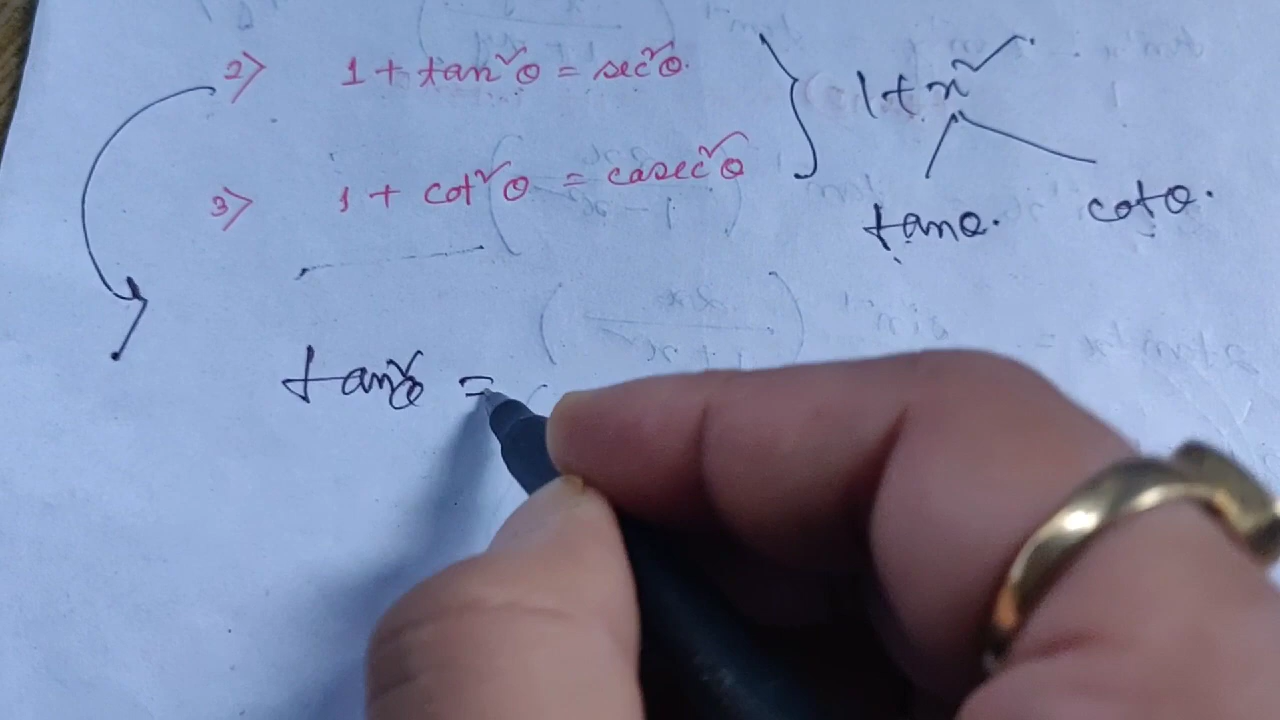 2> 1 + tan²θ = sec²θ.
3> 1 + cot²θ = cosec²θ
1+x²
tanθ. cotθ.
tan²θ =